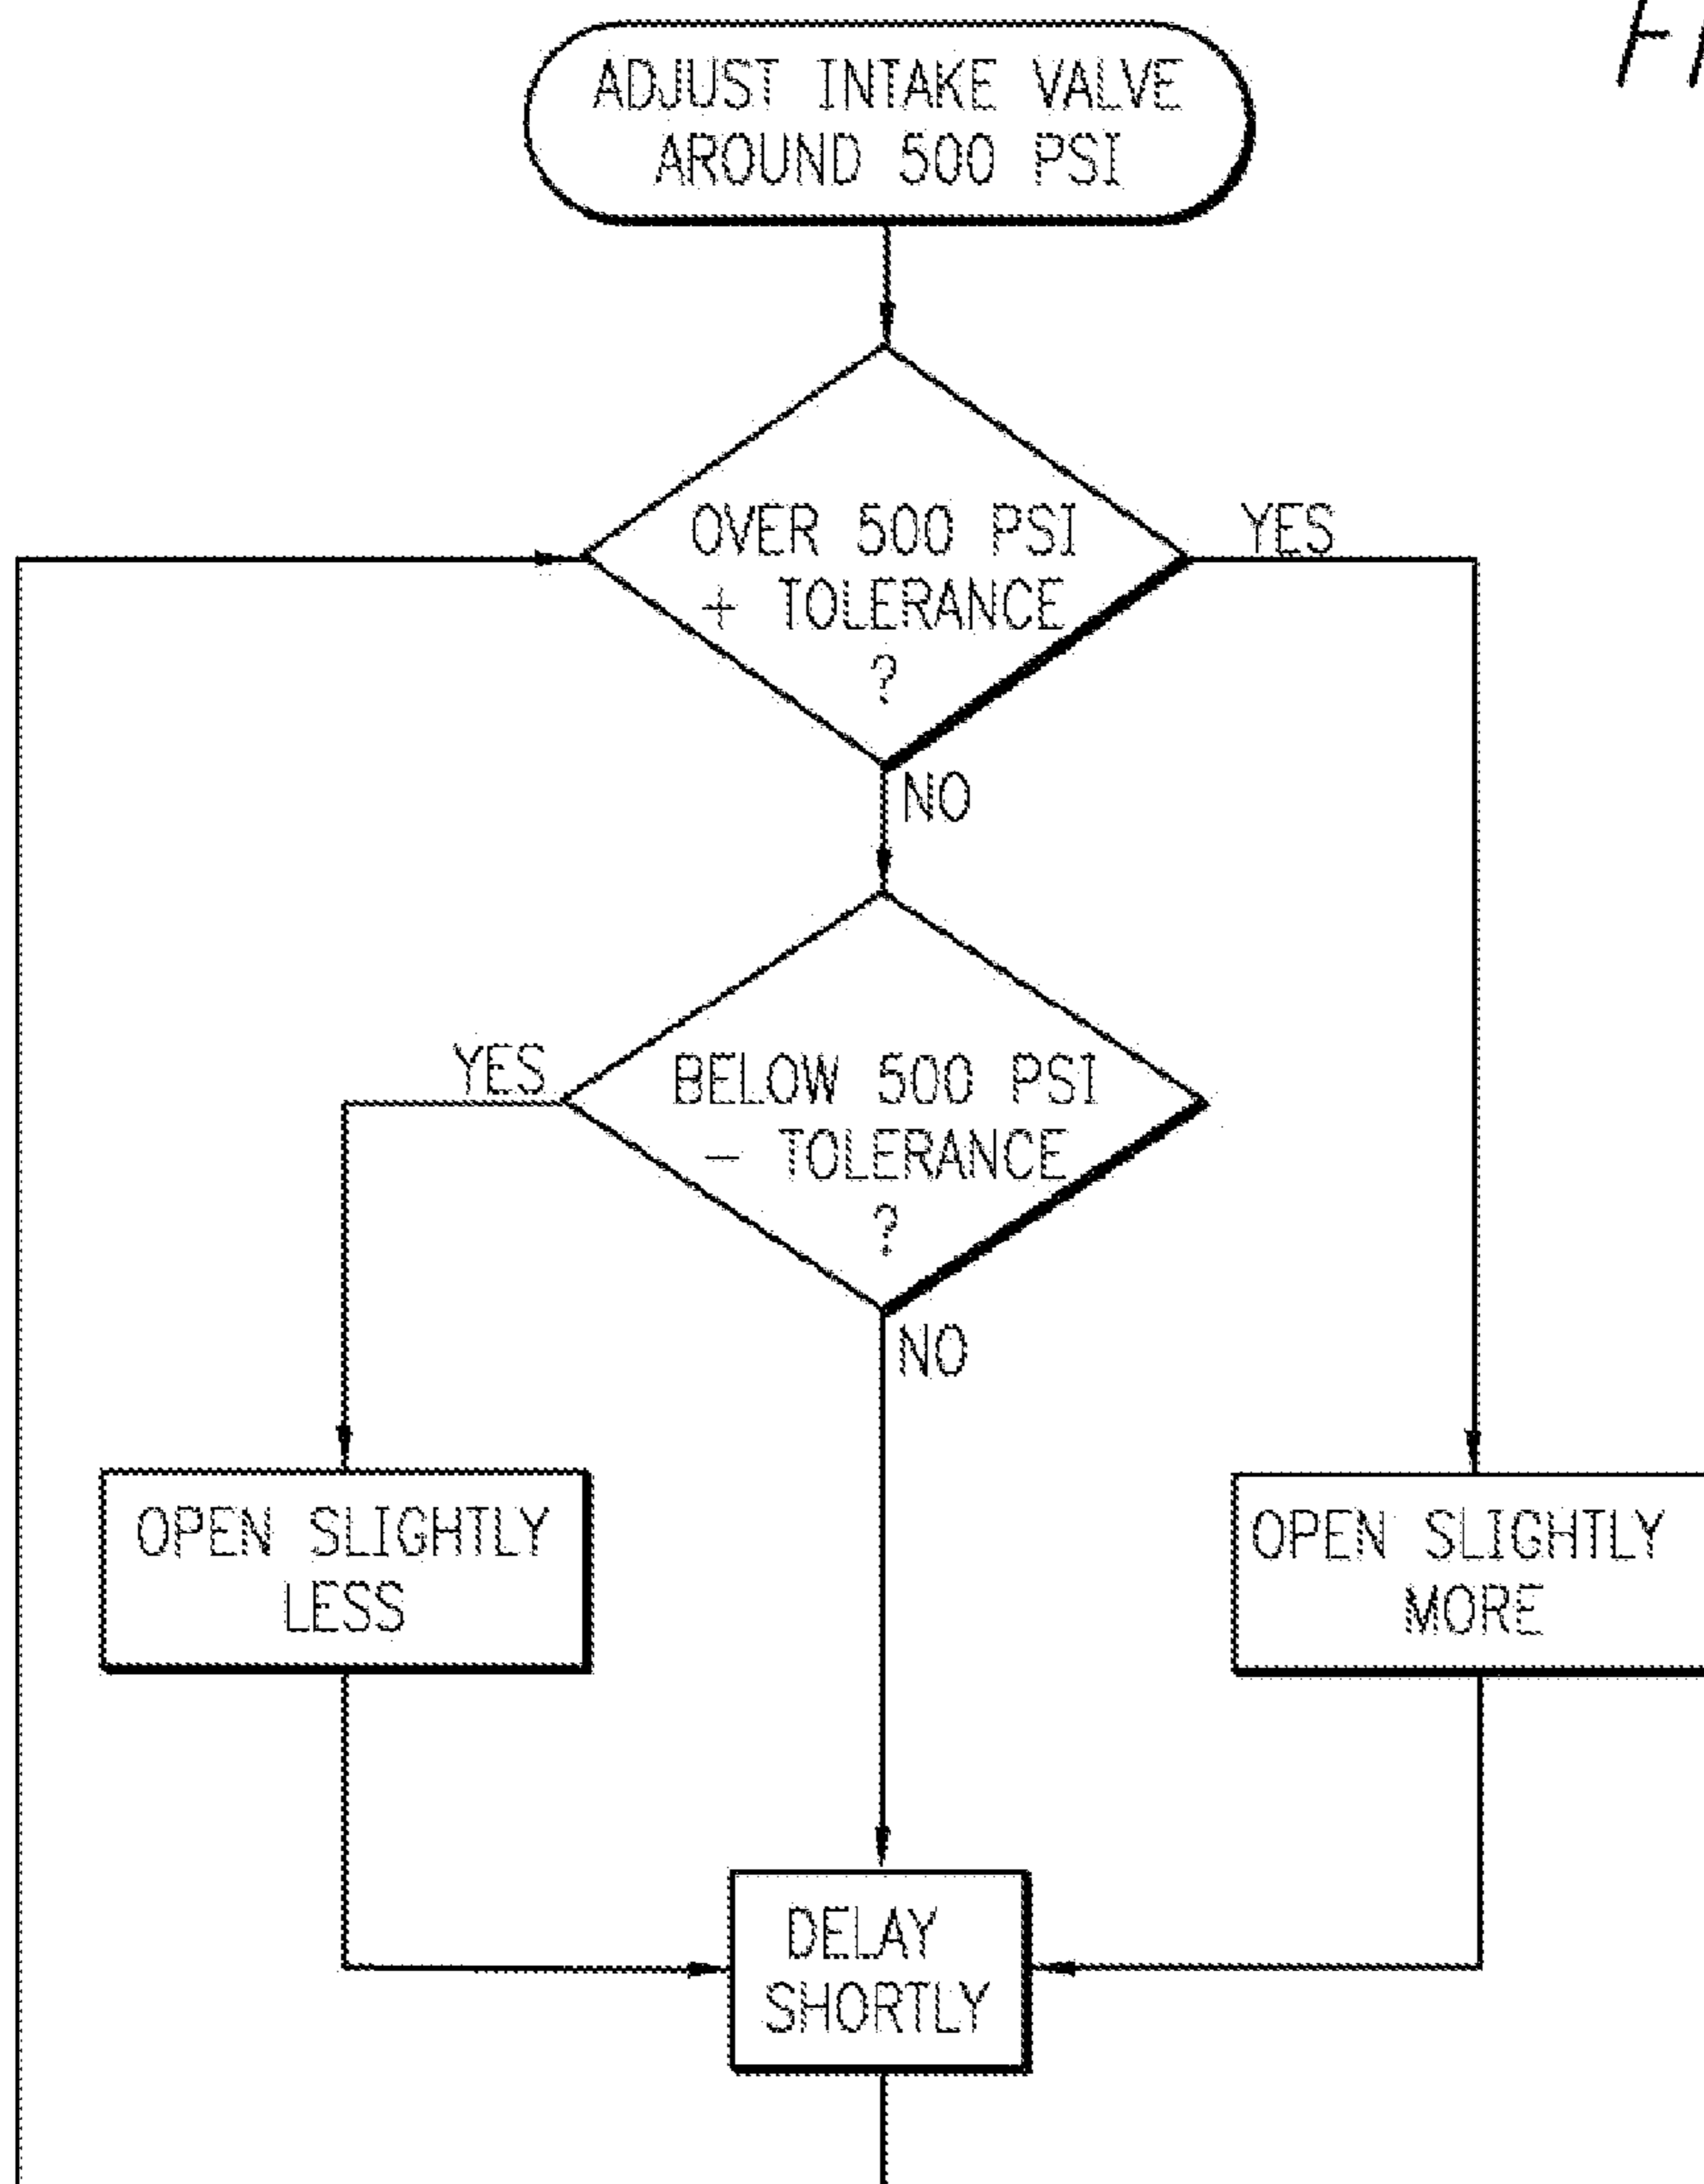 ADJUST INTAKE VALVE
AROUND 500 PSI
OVER 500 PSI
+ TOLERANCE
?
YES
NO
BELOW 500 PSI
- TOLERANCE
?
YES
NO
OPEN SLIGHTLY
LESS
OPEN SLIGHTLY
MORE
DELAY
SHORTLY